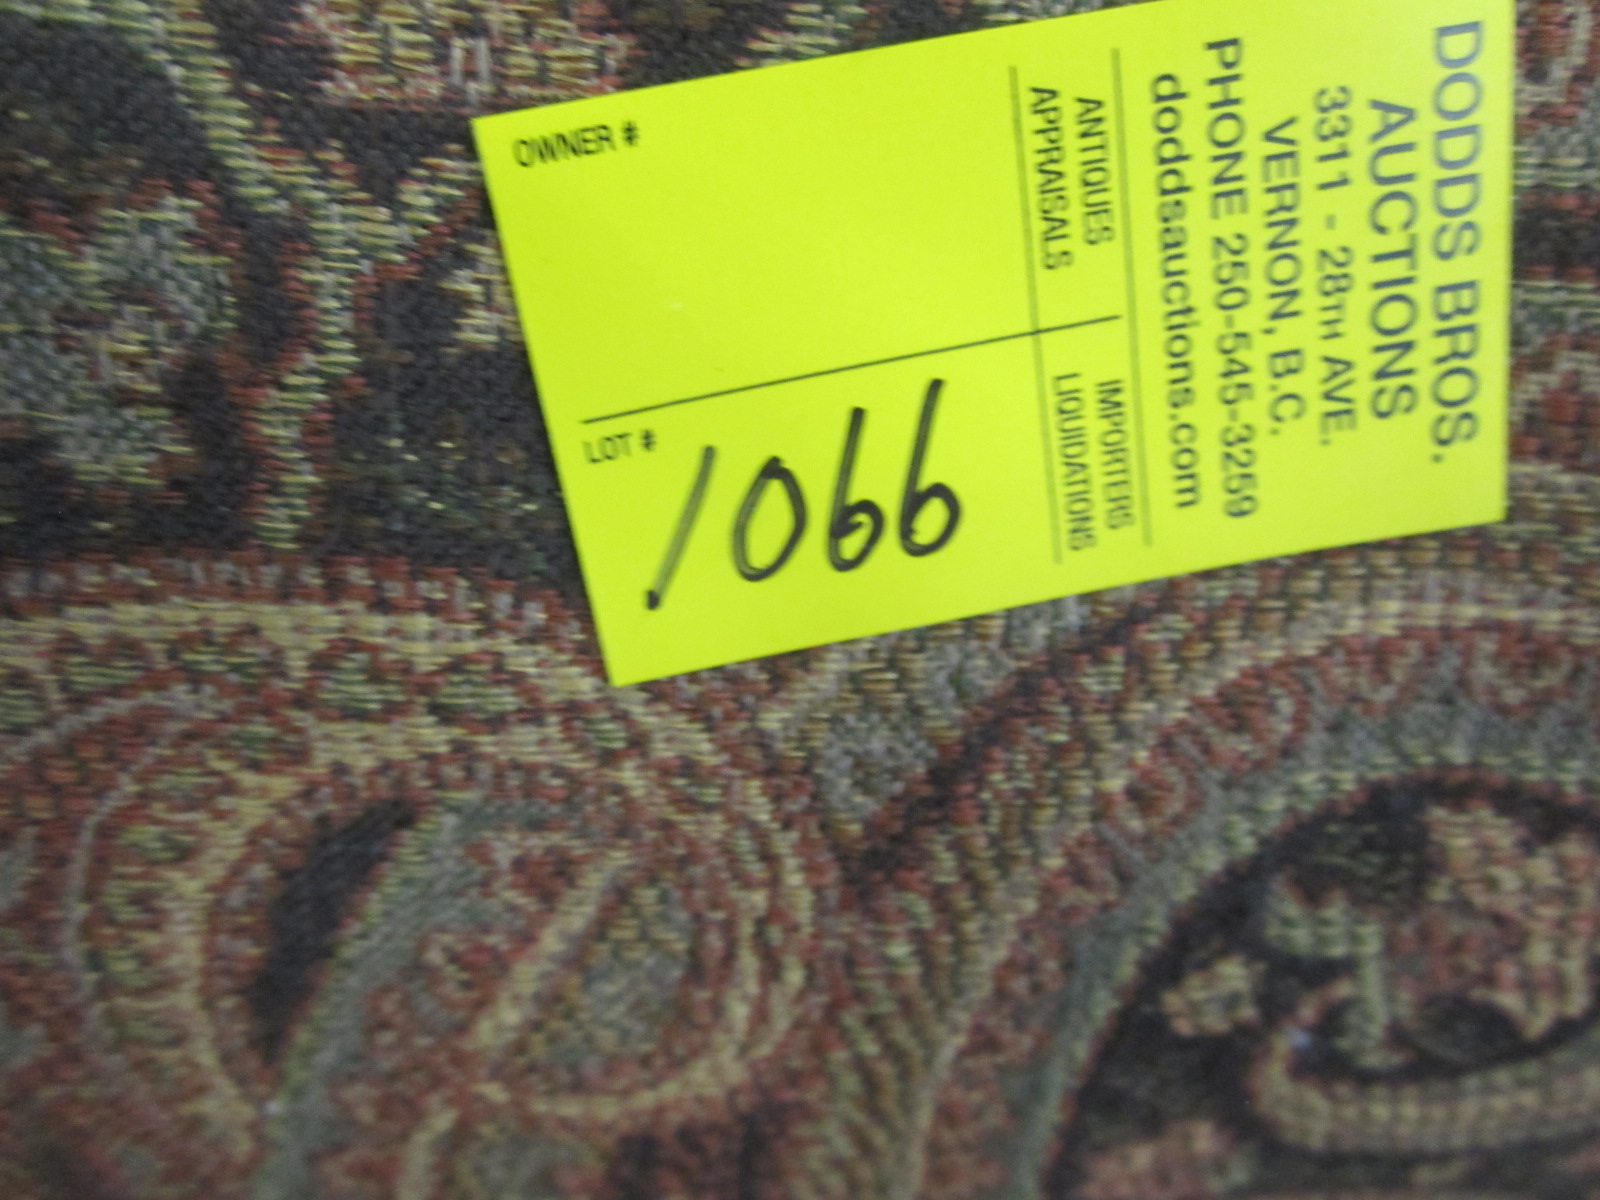 DODDS BROS.
AUCTIONS
3311 - 28TH AVE.
VERNON, B.C.
PHONE 250-545-3259
doddsauctions.com
ANTIQUES
APPRAISALS
IMPORTERS
LIQUIDATIONS
OWNER #
LOT #
1066